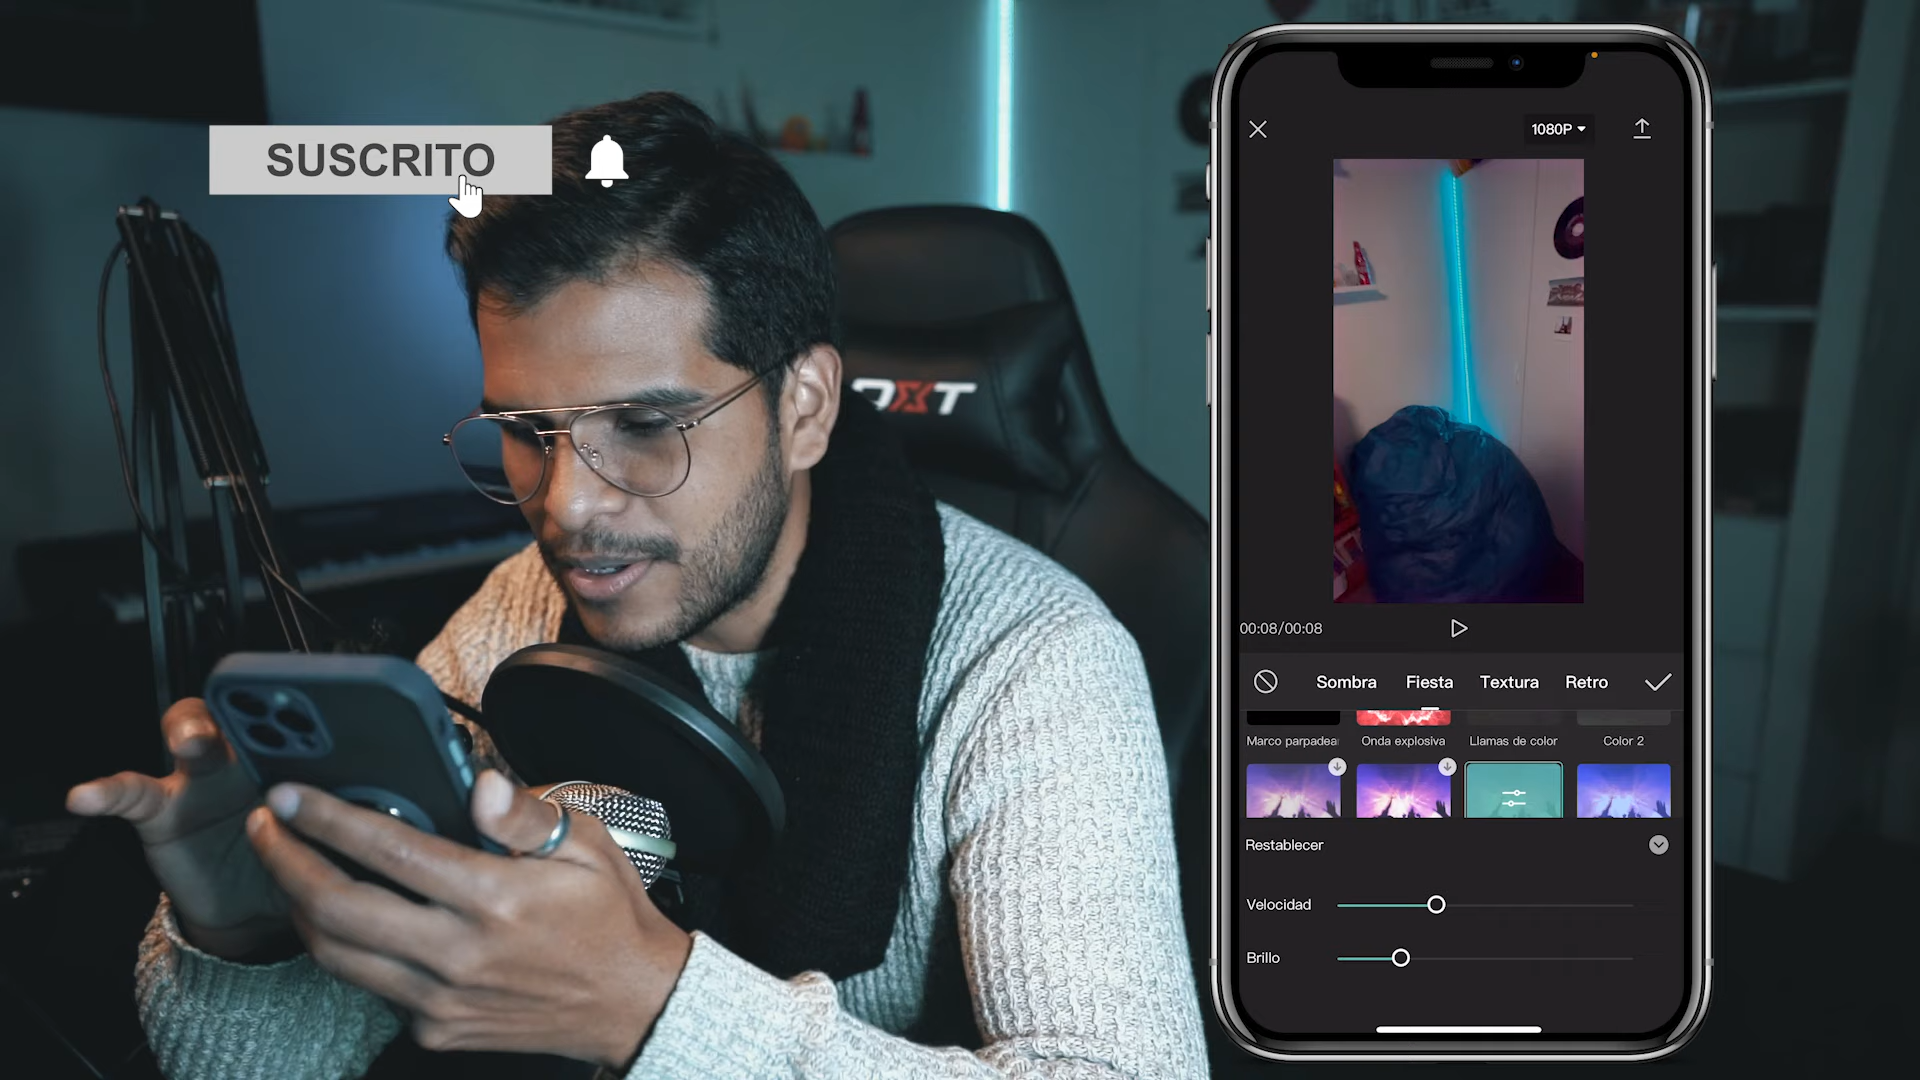 SUSCRITO
DXT
1080P
00:08/00:08
Sombra Fiesta Textura Retro
Marco parpadea Onda explosiva Llamas de color Color 2
Restablecer
Velocidad
Brillo